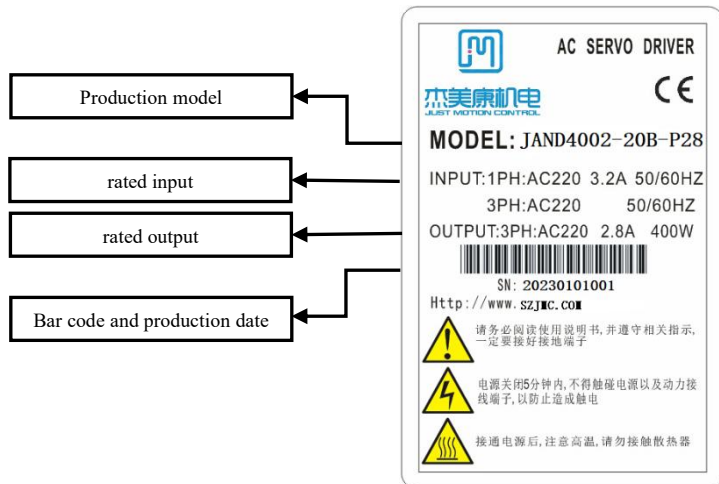 AC SERVO DRIVER
杰美康机电
JUST MOTION CONTROL
CE
Production model
MODEL: JAND4002-20B-P28
rated input
INPUT:1PH:AC220 3.2A 50/60HZ
3PH:AC220 50/60HZ
rated output
OUTPUT:3PH:AC220 2.8A 400W
Bar code and production date
SN: 20230101001
Http://www.SZJMC.COM
请务必阅读使用说明书,并遵守相关指示,
一定要接好接地端子
电源关闭5分钟内,不得触碰电源以及动力接
线端子,以防止造成触电
接通电源后,注意高温,请勿接触散热器